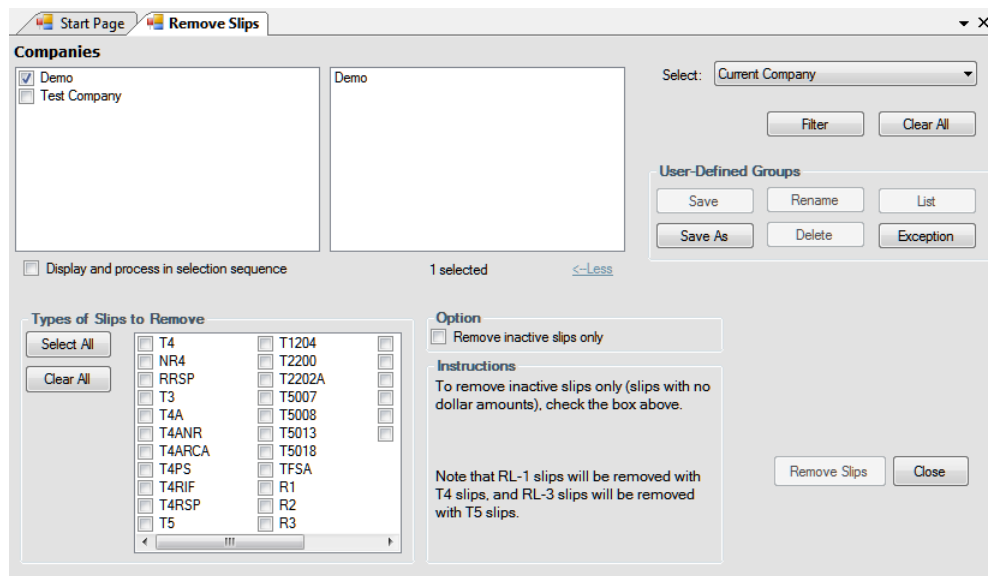 Start Page
Remove Slips
Companies
Demo
Test Company
Demo
Select:
Current Company
Filter
Clear All
User-Defined Groups
Save
Rename
List
Save As
Delete
Exception
Display and process in selection sequence
1 selected
<--Less
Types of Slips to Remove
Select All
Clear All
T4
NR4
RRSP
T3
T4A
T4ANR
T4ARCA
T4PS
T4RIF
T4RSP
T5
T1204
T2200
T2202A
T5007
T5008
T5013
T5018
TFSA
R1
R2
R3
Option
Remove inactive slips only
Instructions
To remove inactive slips only (slips with no
dollar amounts), check the box above.
Note that RL-1 slips will be removed with
T4 slips, and RL-3 slips will be removed
with T5 slips.
Remove Slips
Close